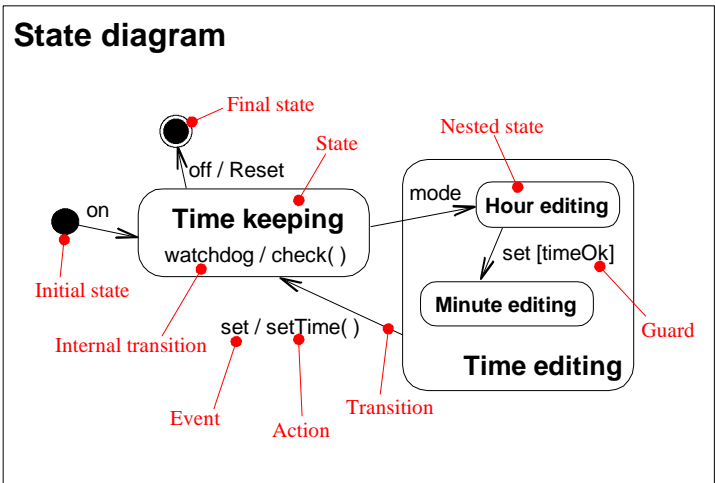 State diagram
Final state
Nested state
State
off / Reset
mode
on
Hour editing
Time keeping
watchdog / check( )
set [timeOk]
Initial state
Minute editing
set / setTime( )
Guard
Internal transition
Time editing
Transition
Event
Action